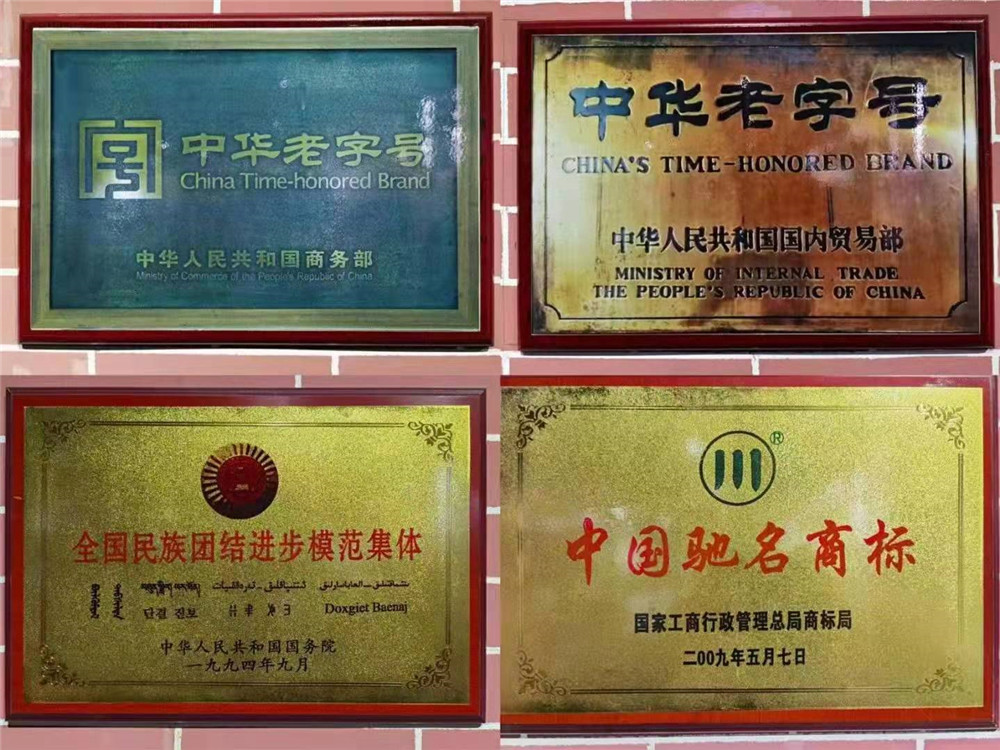 中华老字号
China Time-honored Brand
中华人民共和国商务部
Ministry of Commerce of the People's Republic of China
中华老字号
CHINA'S TIME-HONORED BRAND
中华人民共和国国内贸易部
MINISTRY OF INTERNAL TRADE
THE PEOPLE'S REPUBLIC OF CHINA
全国民族团结进步模范集体
단결 진보
Doxgiet Baenaj
中华人民共和国国务院
一九九四年九月
川®
中国驰名商标
国家工商行政管理总局商标局
二00九年五月七日